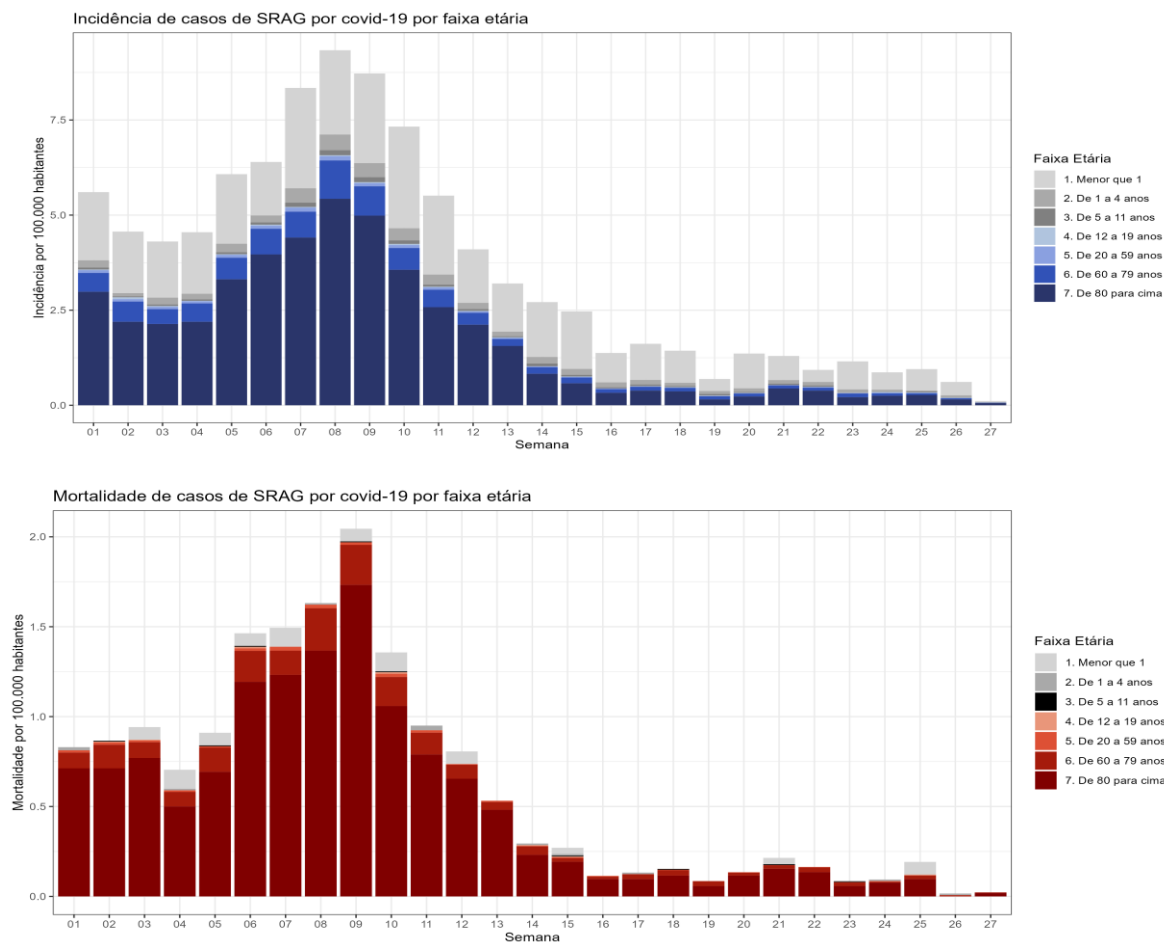 Incidência de casos de SRAG por covid-19 por faixa etária
Incidência por 100.000 habitantes
7.5
5.0
2.5
0.0
01 02 03 04 05 06 07 08 09 10 11 12 13 14 15 16 17 18 19 20 21 22 23 24 25 26 27
Semana
Faixa Etária
1. Menor que 1
2. De 1 a 4 anos
3. De 5 a 11 anos
4. De 12 a 19 anos
5. De 20 a 59 anos
6. De 60 a 79 anos
7. De 80 para cima
Mortalidade de casos de SRAG por covid-19 por faixa etária
Mortalidade por 100.000 habitantes
2.0
1.5
1.0
0.5
0.0
01 02 03 04 05 06 07 08 09 10 11 12 13 14 15 16 17 18 19 20 21 22 23 24 25 26 27
Semana
Faixa Etária
1. Menor que 1
2. De 1 a 4 anos
3. De 5 a 11 anos
4. De 12 a 19 anos
5. De 20 a 59 anos
6. De 60 a 79 anos
7. De 80 para cima